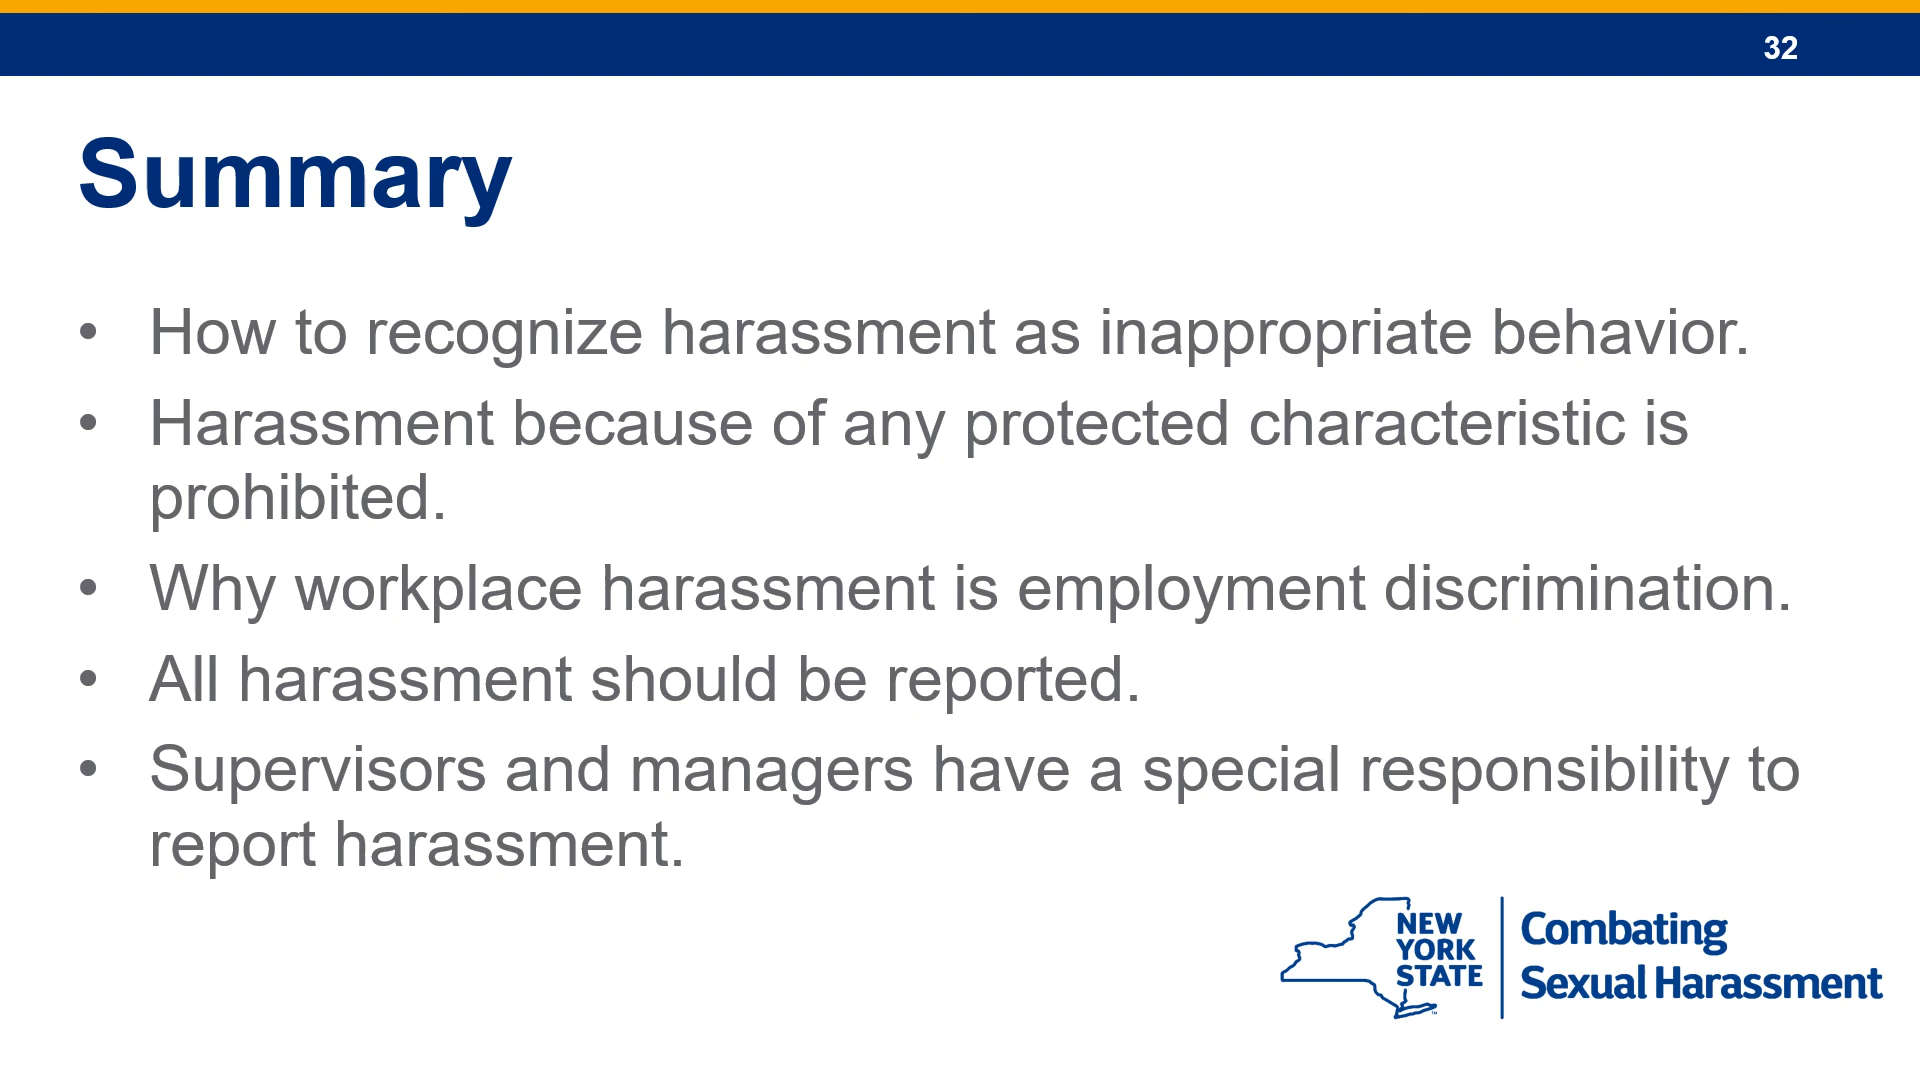 32
Summary
• How to recognize harassment as inappropriate behavior.
• Harassment because of any protected characteristic is
prohibited.
• Why workplace harassment is employment discrimination.
• All harassment should be reported.
• Supervisors and managers have a special responsibility to
report harassment.
NEW
YORK
STATE
™
Combating
Sexual Harassment